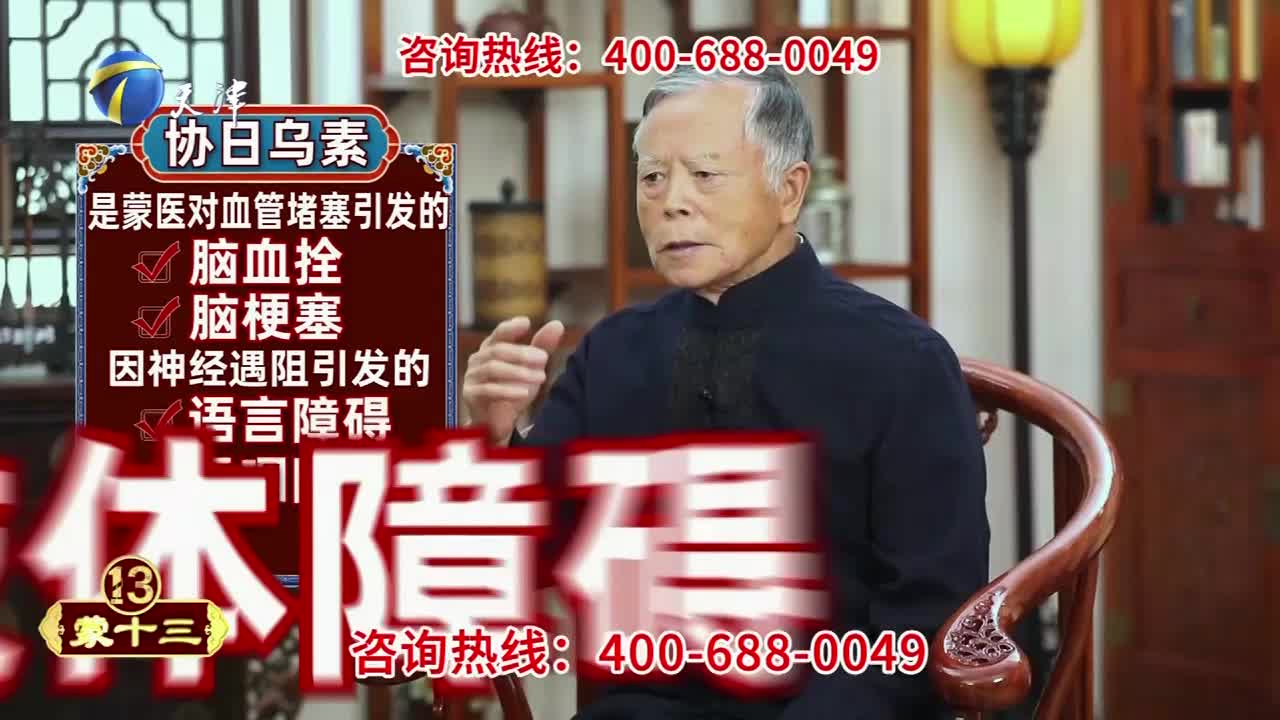 咨询热线：400-688-0049
天津
协日乌素
是蒙医对血管堵塞引发的
脑血拴
脑梗塞
因神经遇阻引发的
语言障碍
体障碍
13
蒙十三
咨询热线：400-688-0049